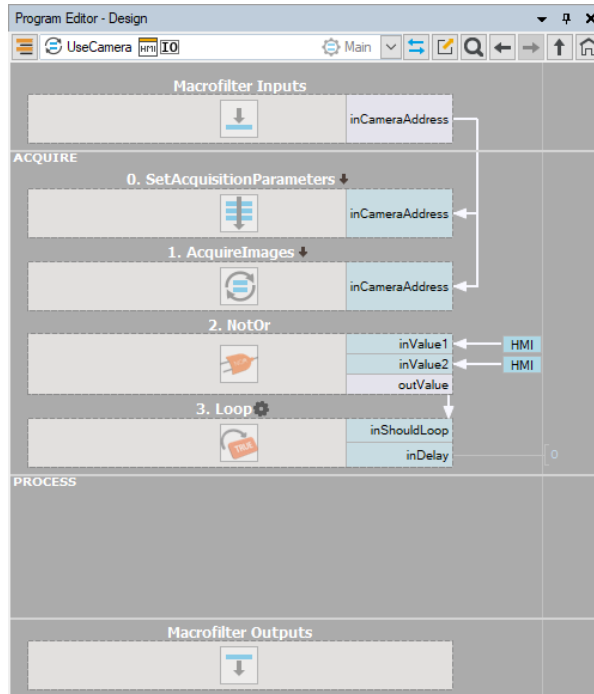 Program Editor - Design
UseCamera HMI IO Main
Macrofilter Inputs
inCameraAddress
ACQUIRE
0. SetAcquisitionParameters
inCameraAddress
1. AcquireImages
inCameraAddress
2. NotOr
inValue1 HMI
inValue2 HMI
outValue
3. Loop
inShouldLoop
TRUE
inDelay 0
PROCESS
Macrofilter Outputs